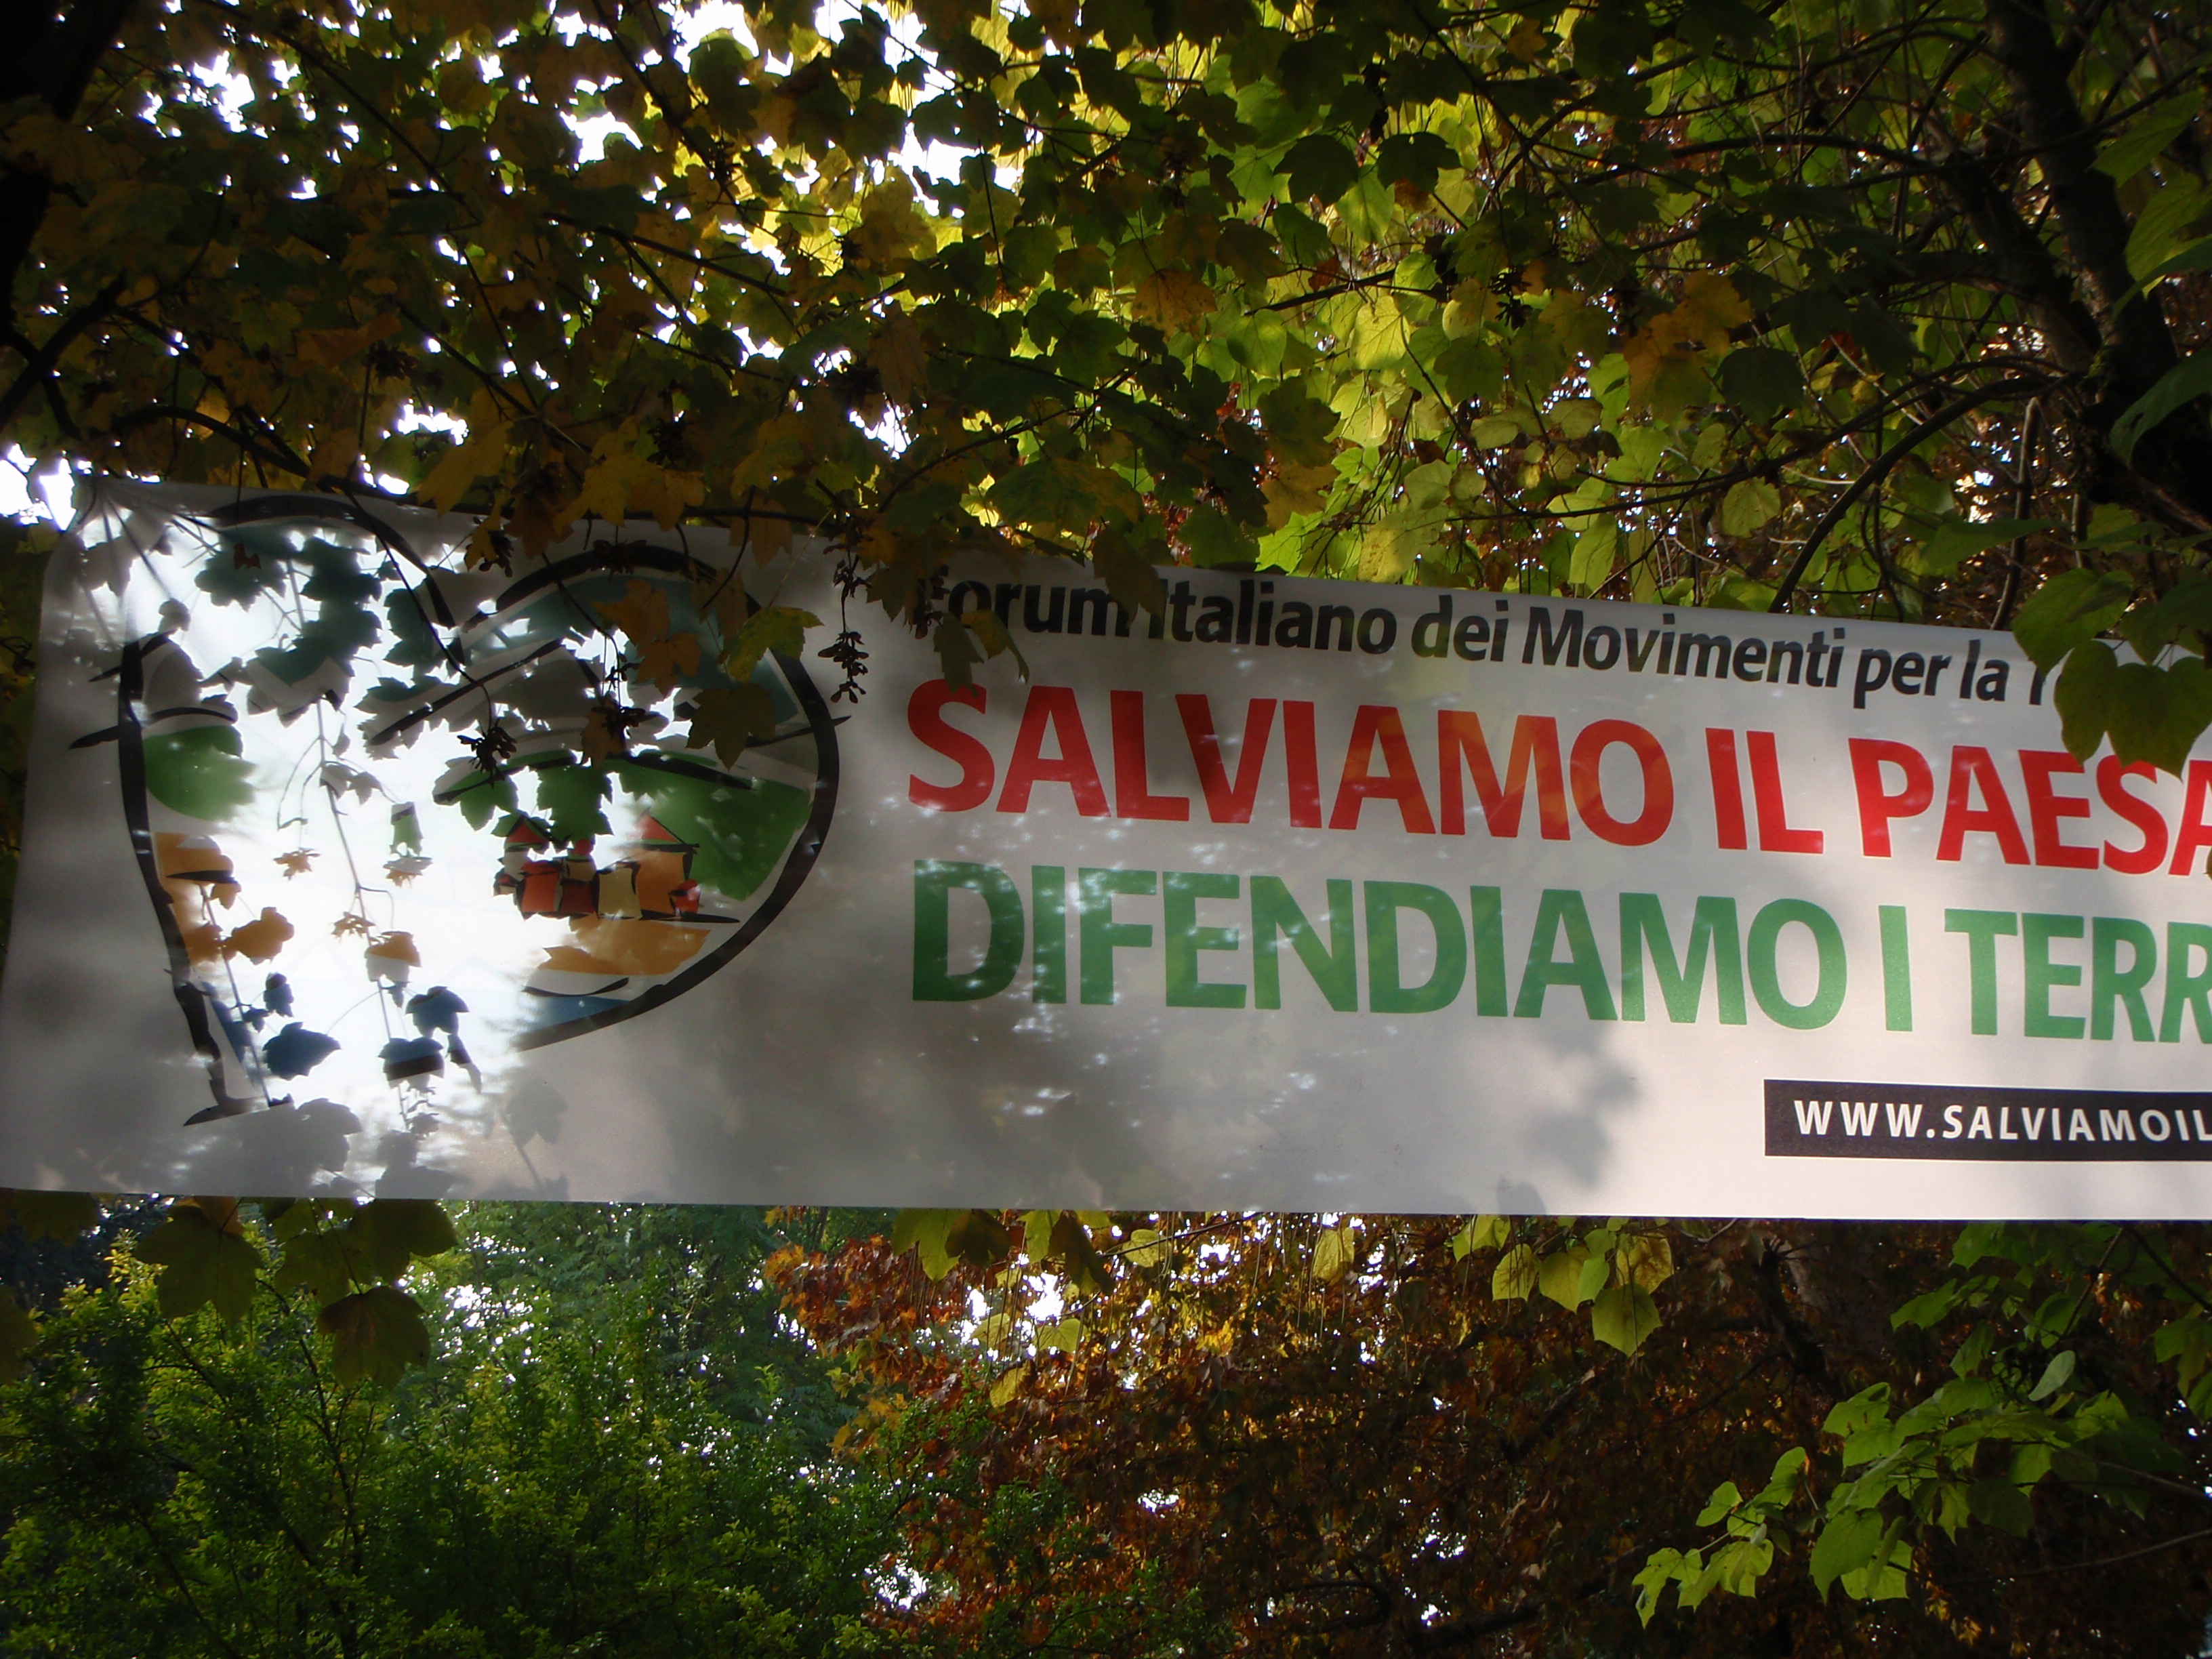 Forum Italiano dei Movimenti per la
SALVIAMO IL PAESA
DIFENDIAMO I TERR
WWW.SALVIAMOIL